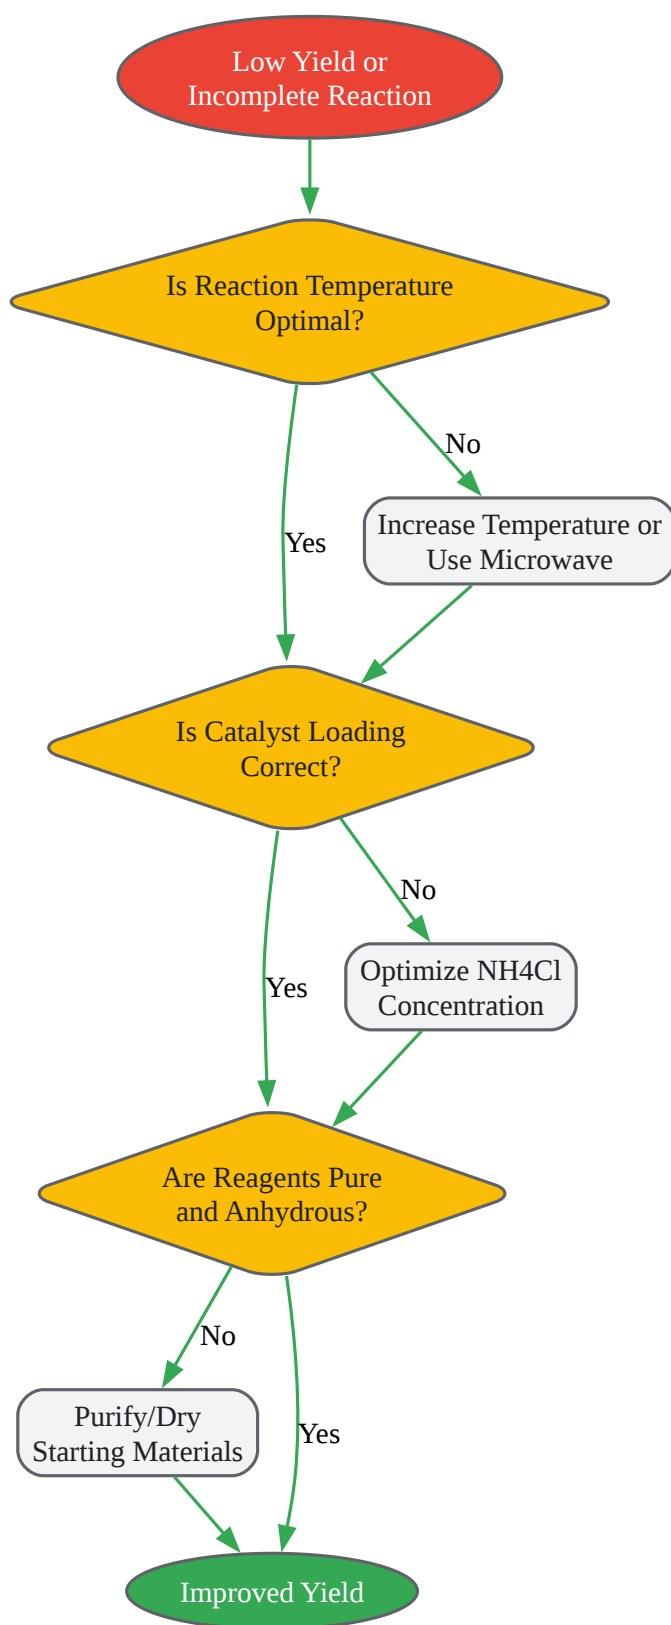 Low Yield or
Incomplete Reaction
Is Reaction Temperature
Optimal?
No
Yes
Increase Temperature or
Use Microwave
Is Catalyst Loading
Correct?
No
Yes
Optimize NH4Cl
Concentration
Are Reagents Pure
and Anhydrous?
No
Yes
Purify/Dry
Starting Materials
Improved Yield